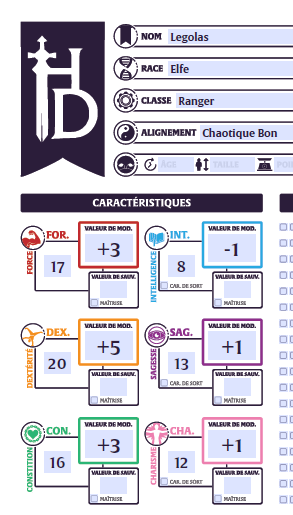 HD
NOM Legolas
RACE Elfe
CLASSE Ranger
ALIGNEMENT Chaotique Bon
ÂGE TAILLE POI
CARACTÉRISTIQUES
FOR. VALEUR DE MOD. INT. VALEUR DE MOD.
+3 -1
FORCE 17 INTELLIGENCE 8
VALEUR DE SAUV. VALEUR DE SAUV.
CAR. DE SORT
MAÎTRISE MAÎTRISE
DEX. VALEUR DE MOD. SAG. VALEUR DE MOD.
+5 +1
DEXTÉRITÉ 20 SAGESSE 13
VALEUR DE SAUV. VALEUR DE SAUV.
CAR. DE SORT
MAÎTRISE MAÎTRISE
CON. VALEUR DE MOD. CHA. VALEUR DE MOD.
+3 +1
CONSTITION 16 CHARISME 12
VALEUR DE SAUV. VALEUR DE SAUV.
CAR. DE SORT
MAÎTRISE MAÎTRISE